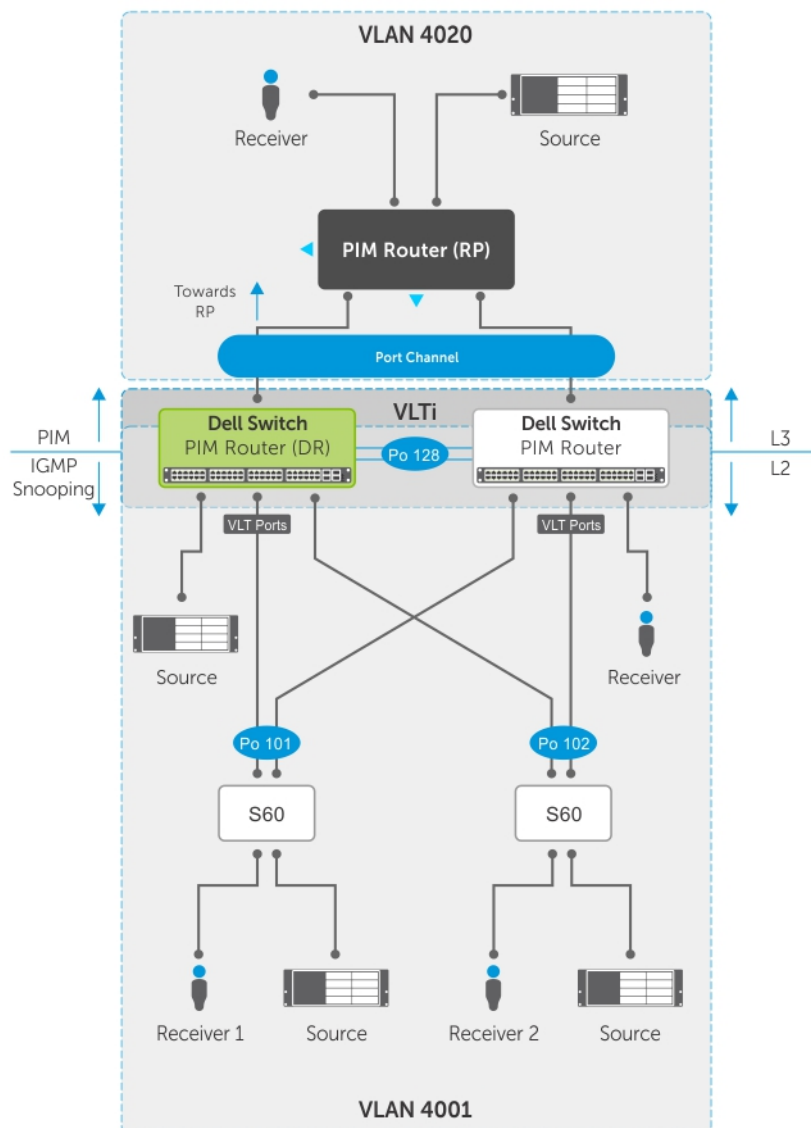 VLAN 4020
Receiver
Source
PIM Router (RP)
Towards
RP
Port Channel
VLTi
PIM
IGMP
Snooping
Dell Switch
PIM Router (DR)
Po 128
Dell Switch
PIM Router
L3
L2
VLT Ports
VLT Ports
Source
Receiver
Po 101
Po 102
S60
S60
Receiver 1
Source
Receiver 2
Source
VLAN 4001